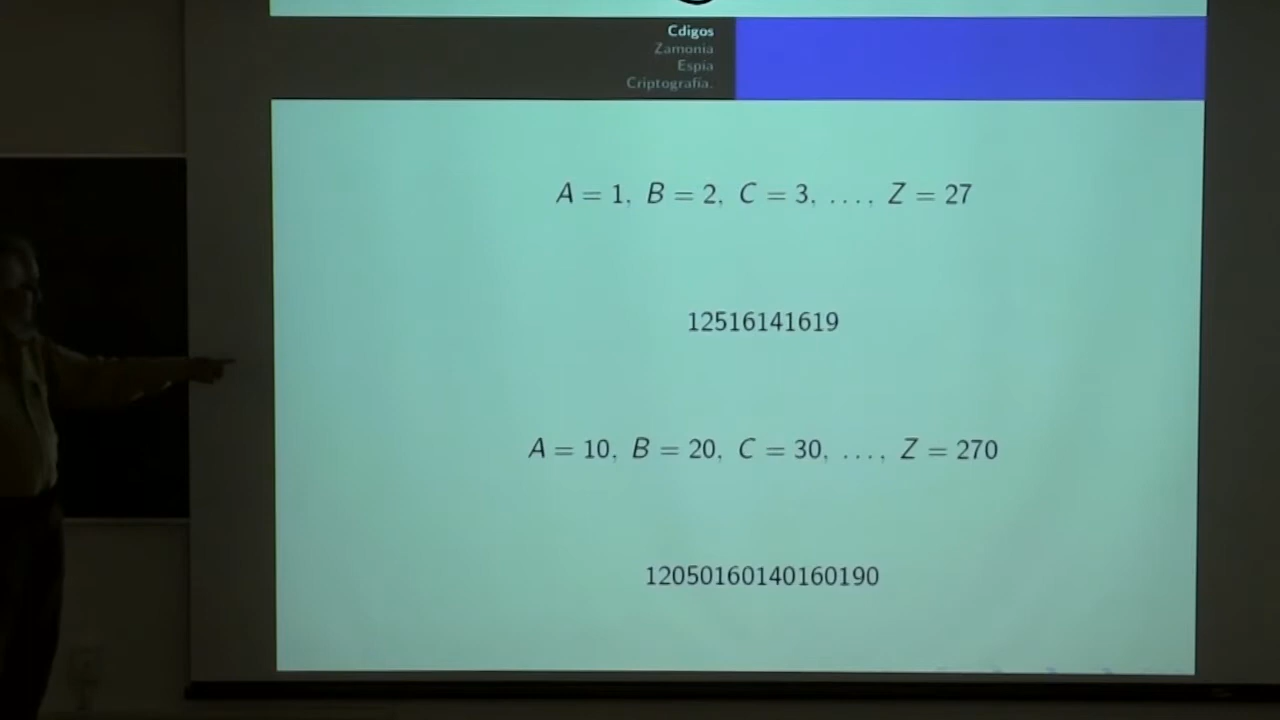 Cdigos
Zamonia
Espía
Criptografía.
A = 1, B = 2, C = 3, ..., Z = 27
12516141619
A = 10, B = 20, C = 30, ..., Z = 270
12050160140160190